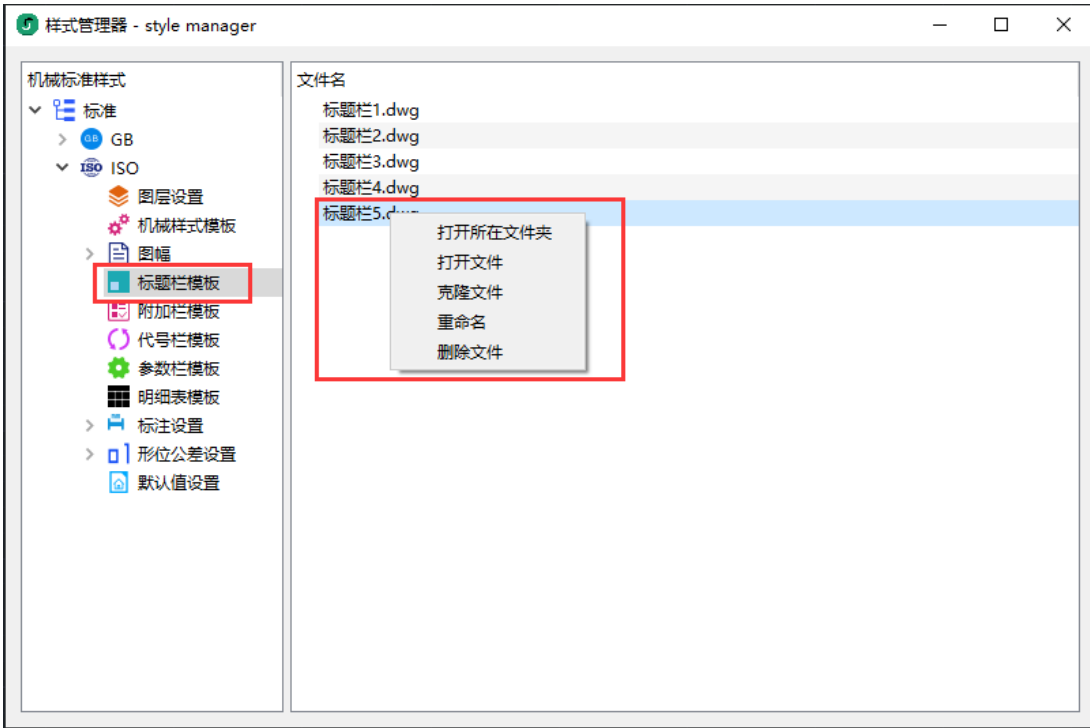 样式管理器 - style manager
机械标准样式
标准
GB GB
ISO ISO
图层设置
机械样式模板
图幅
标题栏模板
附加栏模板
代号栏模板
参数栏模板
明细表模板
标注设置
形位公差设置
默认值设置
文件名
标题栏1.dwg
标题栏2.dwg
标题栏3.dwg
标题栏4.dwg
标题栏5.dwg
打开所在文件夹
打开文件
克隆文件
重命名
删除文件